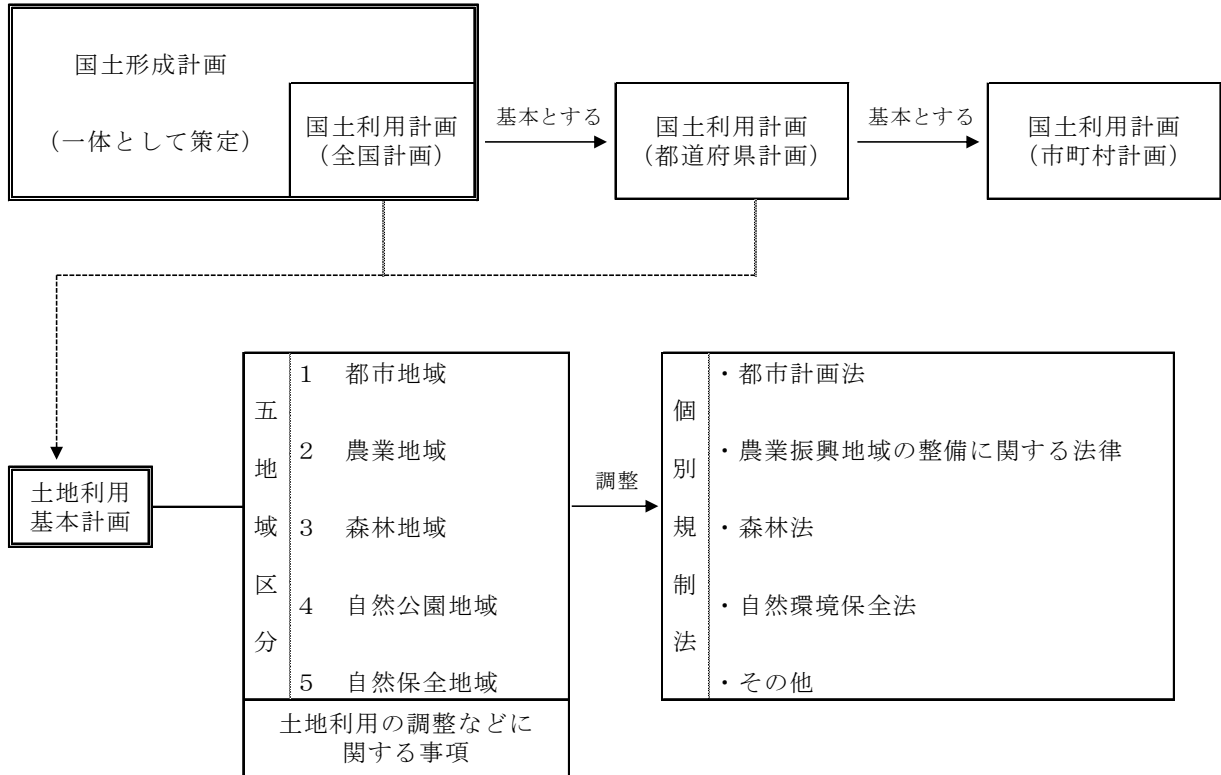 国土形成計画
（一体として策定）
国土利用計画
（全国計画）
基本とする
国土利用計画
（都道府県計画）
基本とする
国土利用計画
（市町村計画）
土地利用
基本計画
五地域区分
1 都市地域
2 農業地域
3 森林地域
4 自然公園地域
5 自然保全地域
土地利用の調整などに
関する事項
調整
個別規制法
・都市計画法
・農業振興地域の整備に関する法律
・森林法
・自然環境保全法
・その他